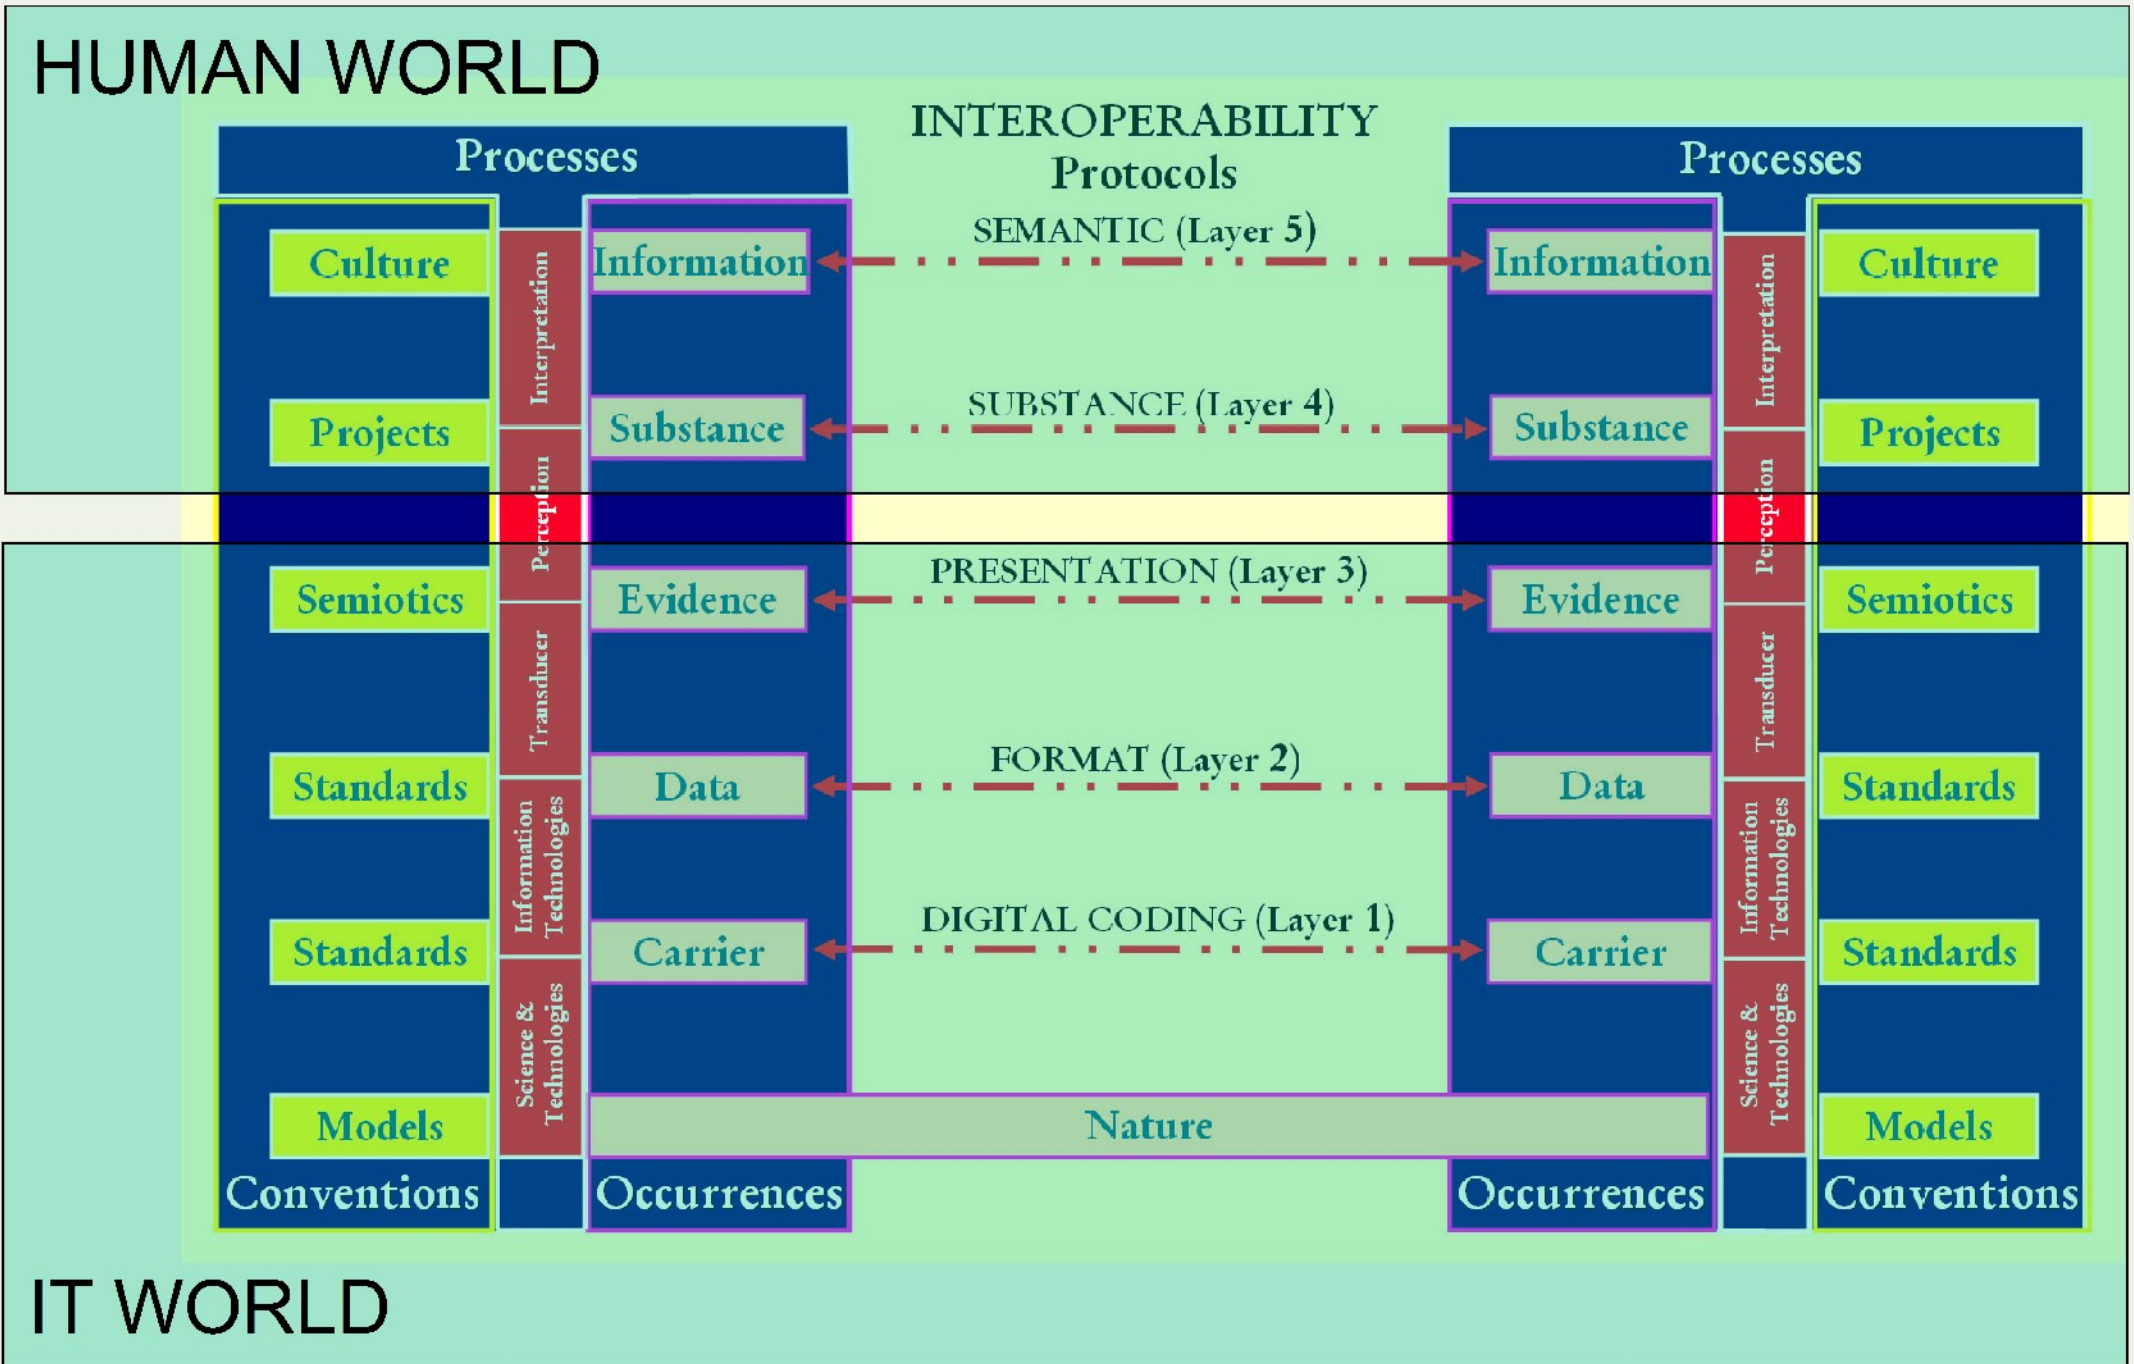 HUMAN WORLD
INTEROPERABILITY
Protocols
Processes
Processes
SEMANTIC (Layer 5)
Culture
Interpretation
Information
Information
Interpretation
Culture
SUBSTANCE (Layer 4)
Projects
Perception
Substance
Substance
Perception
Projects
PRESENTATION (Layer 3)
Semiotics
Transducer
Evidence
Evidence
Transducer
Semiotics
FORMAT (Layer 2)
Standards
Information
Technologies
Data
Data
Information
Technologies
Standards
DIGITAL CODING (Layer 1)
Standards
Science &
Technologies
Carrier
Carrier
Science &
Technologies
Standards
Models
Nature
Models
Conventions
Occurrences
Occurrences
Conventions
IT WORLD